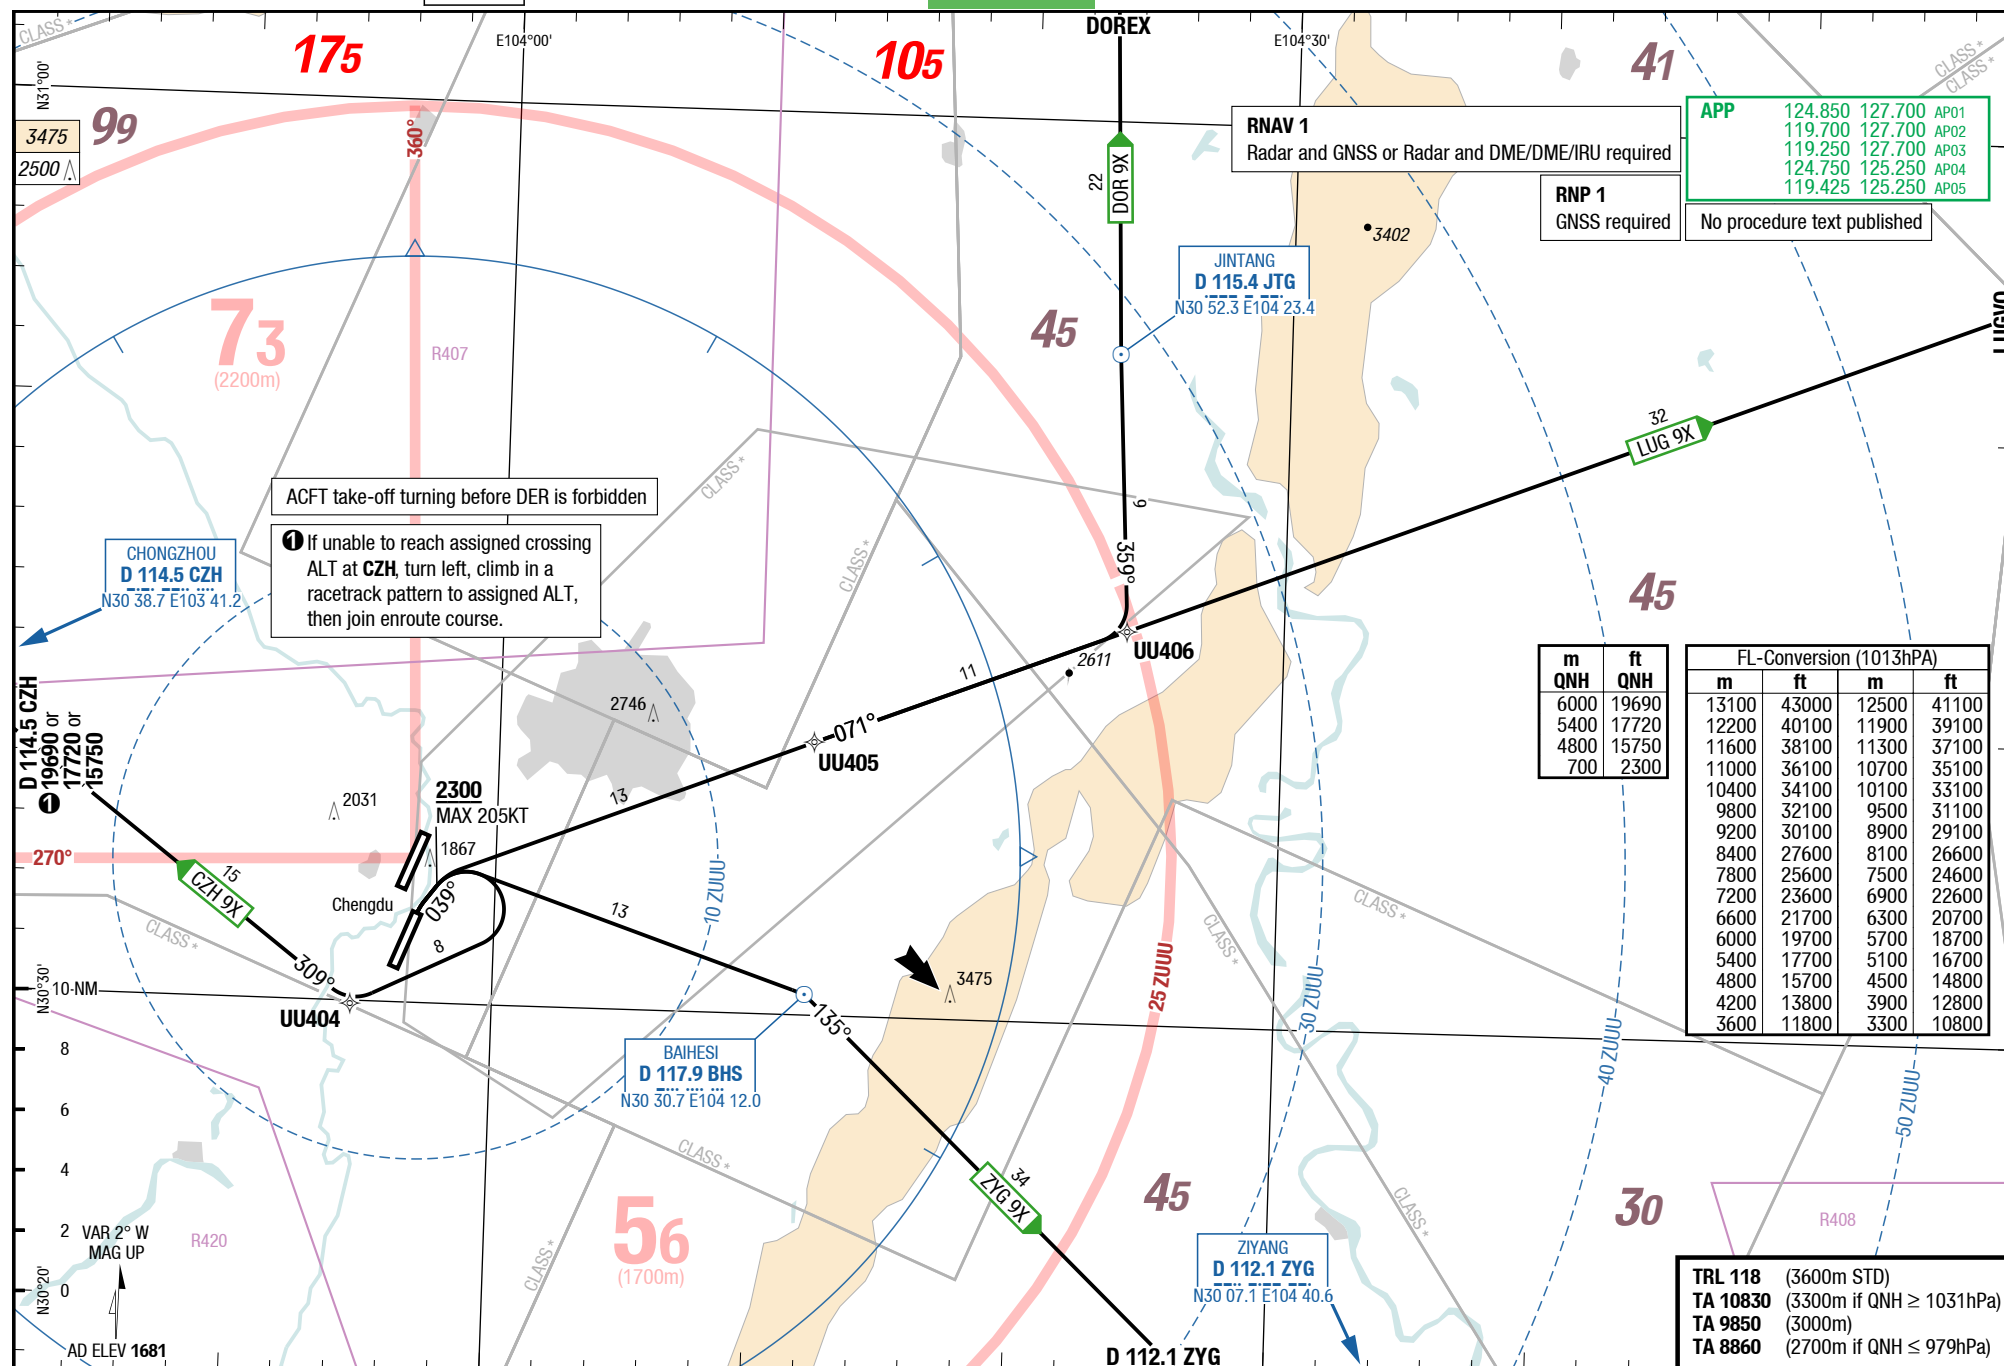 DOREX
CLASS *
175
E104°00'
105
E104°30'
41
CLASS *
CLASS *
N31°00'
99
3475
2500
360°
22
DOR 9X
RNAV 1
Radar and GNSS or Radar and DME/DME/IRU required
RNP 1
GNSS required
APP 124.850 127.700 AP01
119.700 127.700 AP02
119.250 127.700 AP03
124.750 125.250 AP04
119.425 125.250 AP05
No procedure text published
3402
JINTANG
D 115.4 JTG
N30 52.3 E104 23.4
73
(2200m)
R407
45
LUGVO
32
LUG 9X
CLASS *
ACFT take-off turning before DER is forbidden
1 If unable to reach assigned crossing
ALT at CZH, turn left, climb in a
racetrack pattern to assigned ALT,
then join enroute course.
CHONGZHOU
D 114.5 CZH
N30 38.7 E103 41.2
CLASS *
9
359°
45
UU406
2611
11
2746
071°
UU405
13
D 114.5 CZH
19690 or
17720 or
15750
1
2031
2300
MAX 205KT
1867
270°
15
CZH 9X
Chengdu
039°
8
13
10 ZUUU
CLASS *
309°
UU404
N30°30'
10-NM
8
6
4
2
0
3475
25 ZUUU
30 ZUUU
40 ZUUU
50 ZUUU
CLASS *
CLASS *
135°
BAIHESI
D 117.9 BHS
N30 30.7 E104 12.0
m ft
QNH QNH
6000 19690
5400 17720
4800 15750
700 2300
FL-Conversion (1013hPA)
m ft m ft
13100 43000 12500 41100
12200 40100 11900 39100
11600 38100 11300 37100
11000 36100 10700 35100
10400 34100 10100 33100
9800 32100 9500 31100
9200 30100 8900 29100
8400 27600 8100 26600
7800 25600 7500 24600
7200 23600 6900 22600
6600 21700 6300 20700
6000 19700 5700 18700
5400 17700 5100 16700
4800 15700 4500 14800
4200 13800 3900 12800
3600 11800 3300 10800
CLASS *
34
ZYG 9X
45
CLASS *
30
R408
VAR 2° W
MAG UP
R420
56
(1700m)
CLASS *
N30°20'
ZIYANG
D 112.1 ZYG
N30 07.1 E104 40.6
D 112.1 ZYG
AD ELEV 1681
TRL 118 (3600m STD)
TA 10830 (3300m if QNH ≥ 1031hPa)
TA 9850 (3000m)
TA 8860 (2700m if QNH ≤ 979hPa)